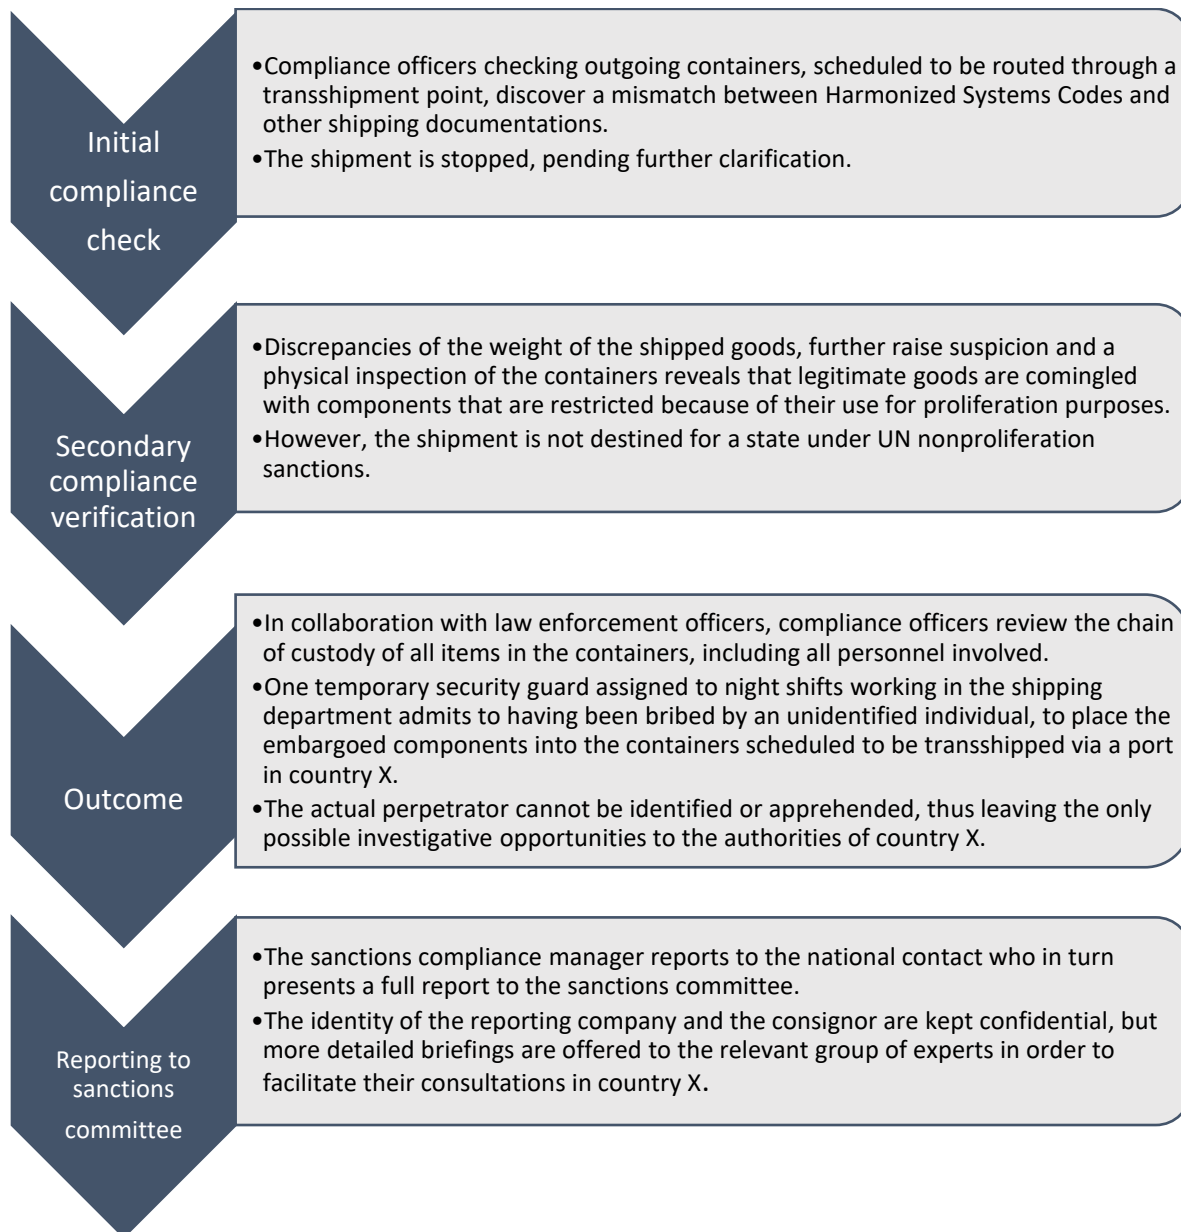 Initial
compliance
check
•Compliance officers checking outgoing containers, scheduled to be routed through a
transshipment point, discover a mismatch between Harmonized Systems Codes and
other shipping documentations.
•The shipment is stopped, pending further clarification.
Secondary
compliance
verification
•Discrepancies of the weight of the shipped goods, further raise suspicion and a
physical inspection of the containers reveals that legitimate goods are comingled
with components that are restricted because of their use for proliferation purposes.
•However, the shipment is not destined for a state under UN nonproliferation
sanctions.
Outcome
•In collaboration with law enforcement officers, compliance officers review the chain
of custody of all items in the containers, including all personnel involved.
•One temporary security guard assigned to night shifts working in the shipping
department admits to having been bribed by an unidentified individual, to place the
embargoed components into the containers scheduled to be transshipped via a port
in country X.
•The actual perpetrator cannot be identified or apprehended, thus leaving the only
possible investigative opportunities to the authorities of country X.
Reporting to
sanctions
committee
•The sanctions compliance manager reports to the national contact who in turn
presents a full report to the sanctions committee.
•The identity of the reporting company and the consignor are kept confidential, but
more detailed briefings are offered to the relevant group of experts in order to
facilitate their consultations in country X.